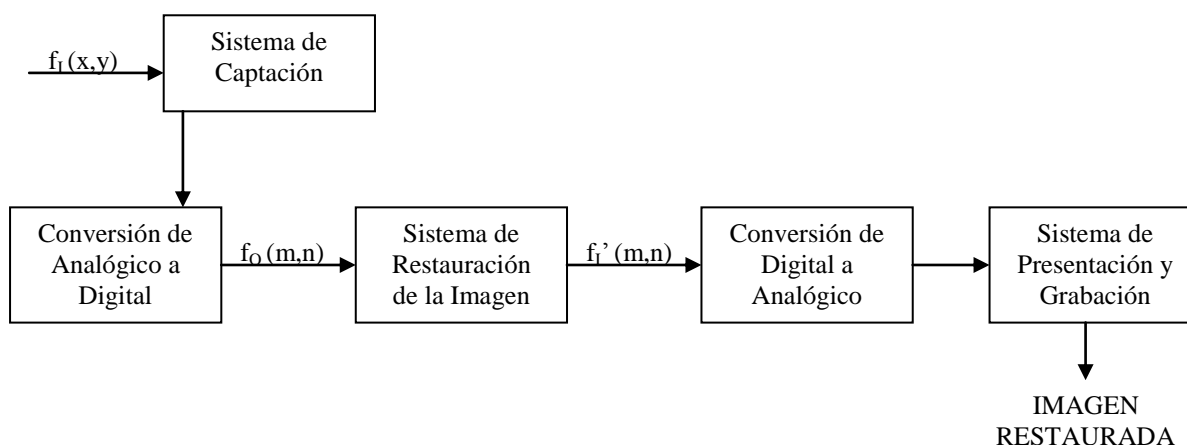 f_I (x,y)
Sistema de
Captación
Conversión de
Analógico a
Digital
f_O (m,n)
Sistema de
Restauración
de la Imagen
f_I’ (m,n)
Conversión de
Digital a
Analógico
Sistema de
Presentación y
Grabación
IMAGEN
RESTAURADA